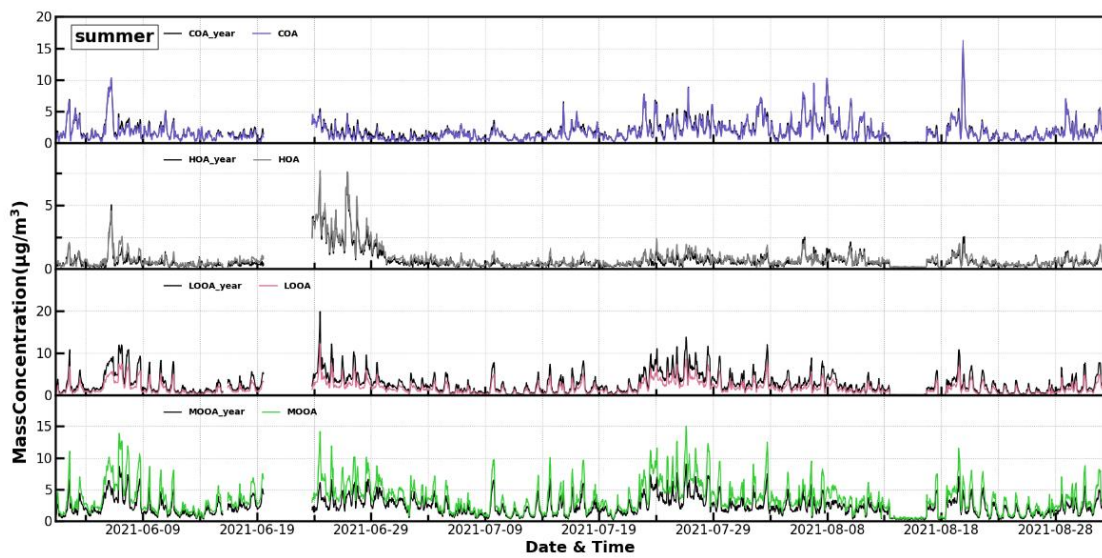 summer COA_year COA
20
15
10
5
0
HOA_year HOA
5
0
LOOA_year LOOA
20
10
0
MOOA_year MOOA
15
10
5
0
MassConcentration(μg/m³)
2021-06-09 2021-06-19 2021-06-29 2021-07-09 2021-07-19 2021-07-29 2021-08-08 2021-08-18 2021-08-28
Date & Time